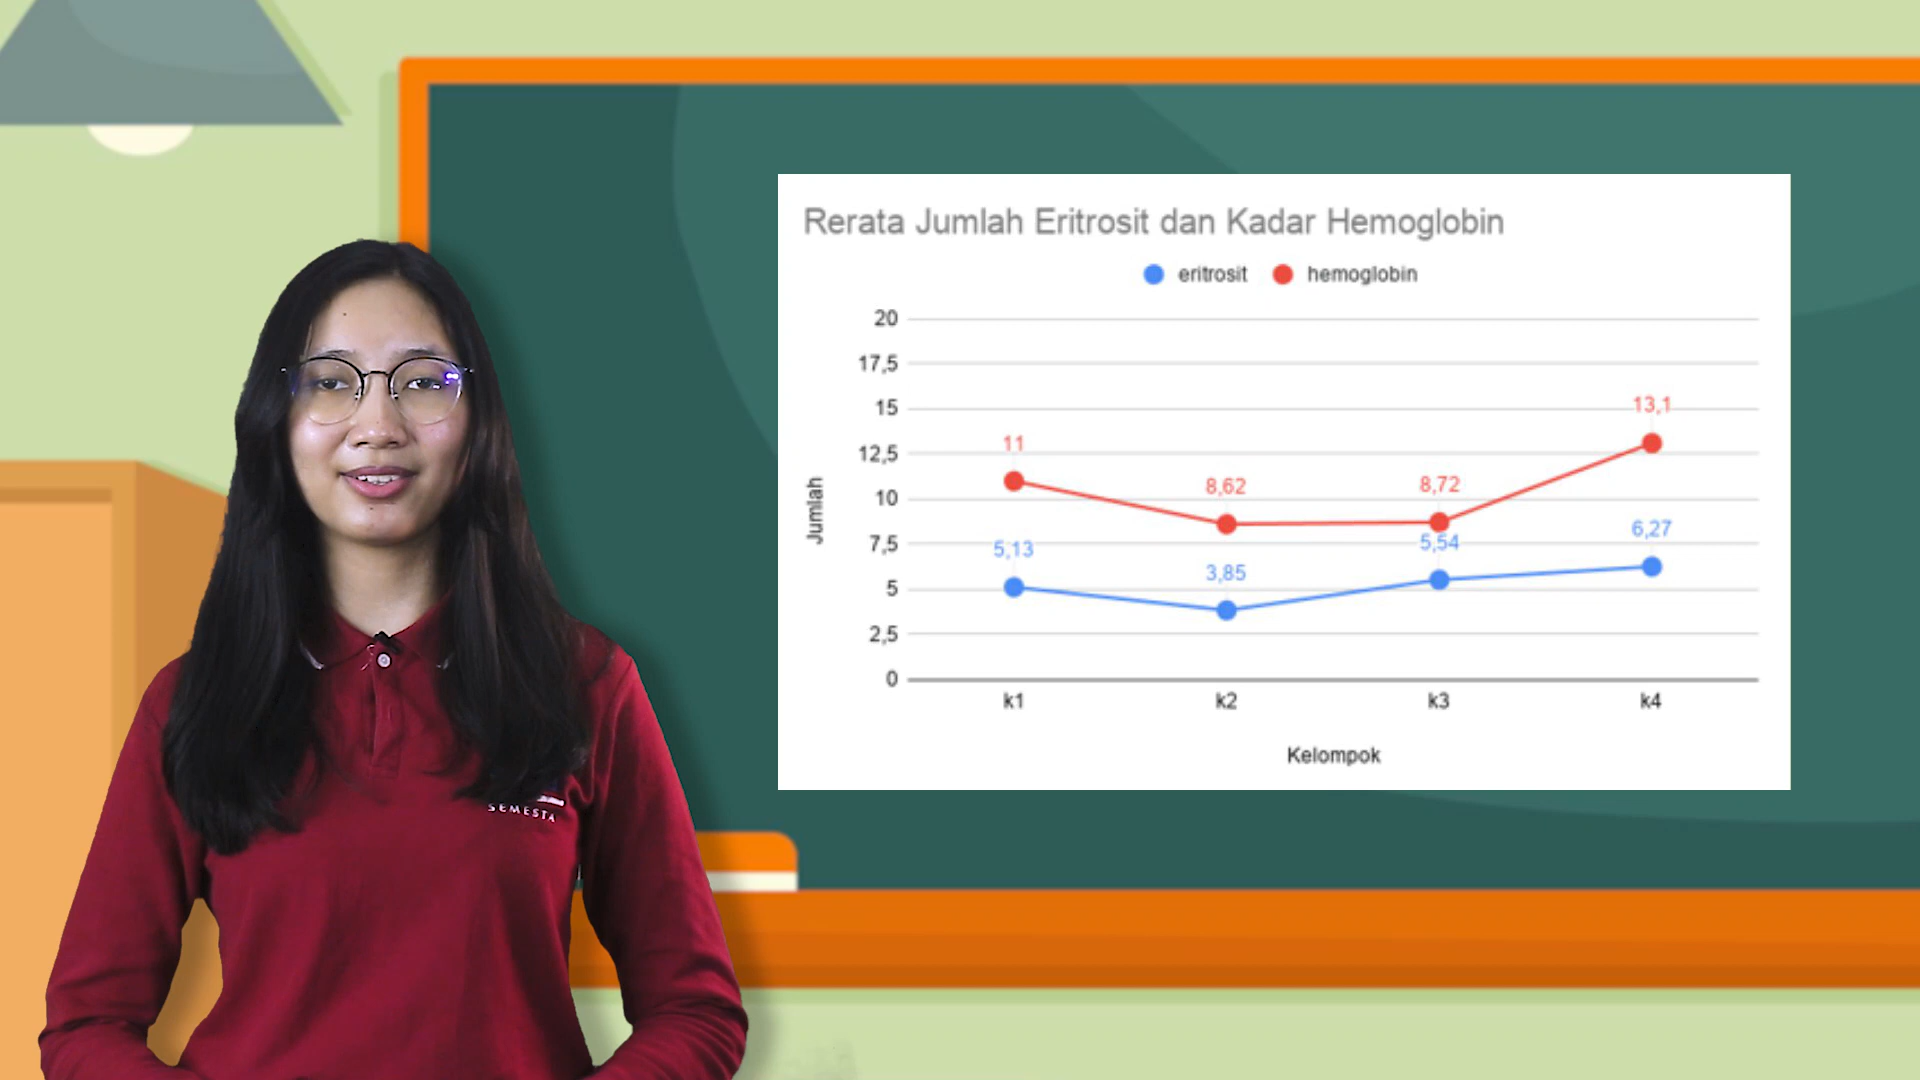 Rerata Jumlah Eritrosit dan Kadar Hemoglobin
eritrosit hemoglobin
20
17,5
15
12,5
10
7,5
5
2,5
0
Jumlah
11 8,62 8,72 13,1
5,13 3,85 5,54 6,27
k1 k2 k3 k4
Kelompok
SEMESTA